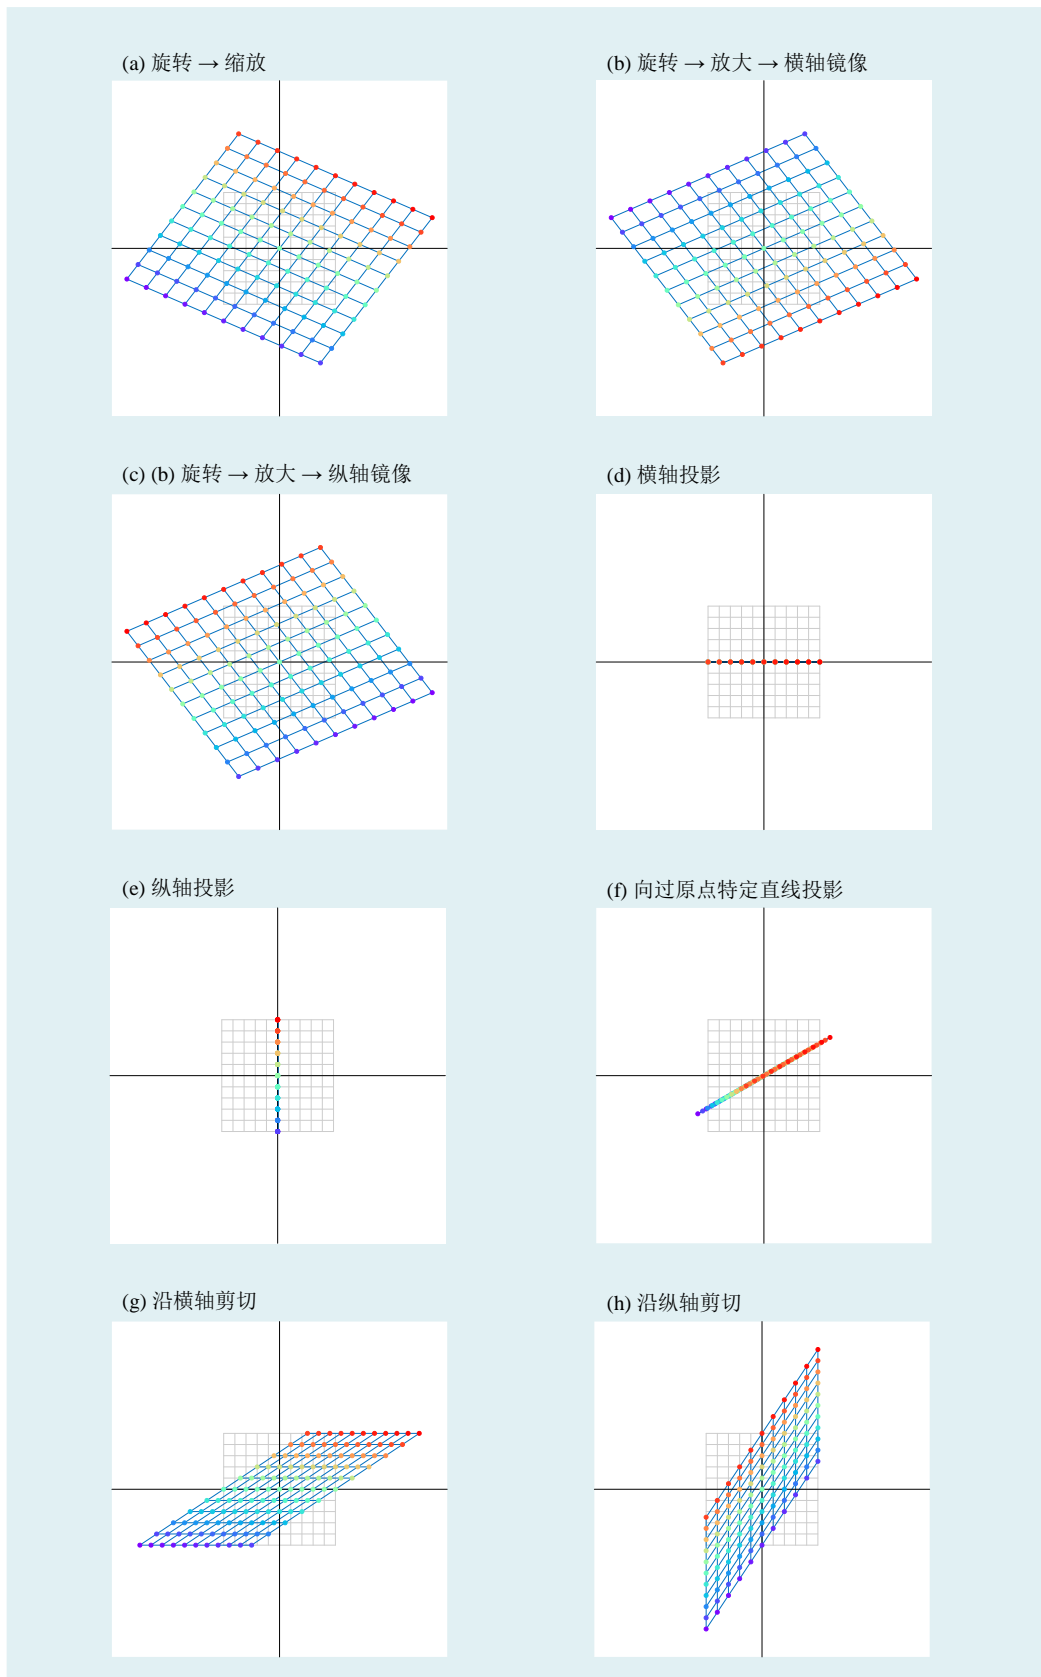 (a) 旋转 → 缩放
(b) 旋转 → 放大 → 横轴镜像
(c) (b) 旋转 → 放大 → 纵轴镜像
(d) 横轴投影
(e) 纵轴投影
(f) 向过原点特定直线投影
(g) 沿横轴剪切
(h) 沿纵轴剪切